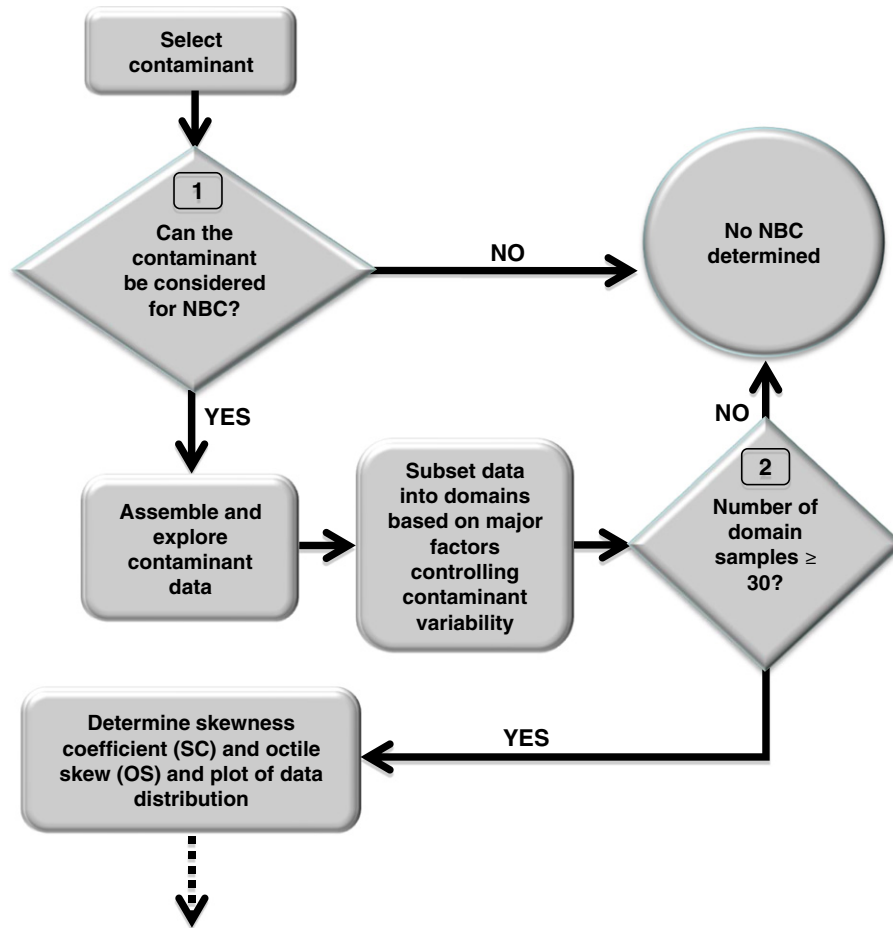 Select
contaminant
1
Can the
contaminant
be considered
for NBC?
NO
No NBC
determined
YES
Assemble and
explore
contaminant
data
Subset data
into domains
based on major
factors
controlling
contaminant
variability
NO
2
Number of
domain
samples ≥
30?
YES
Determine skewness
coefficient (SC) and octile
skew (OS) and plot of data
distribution